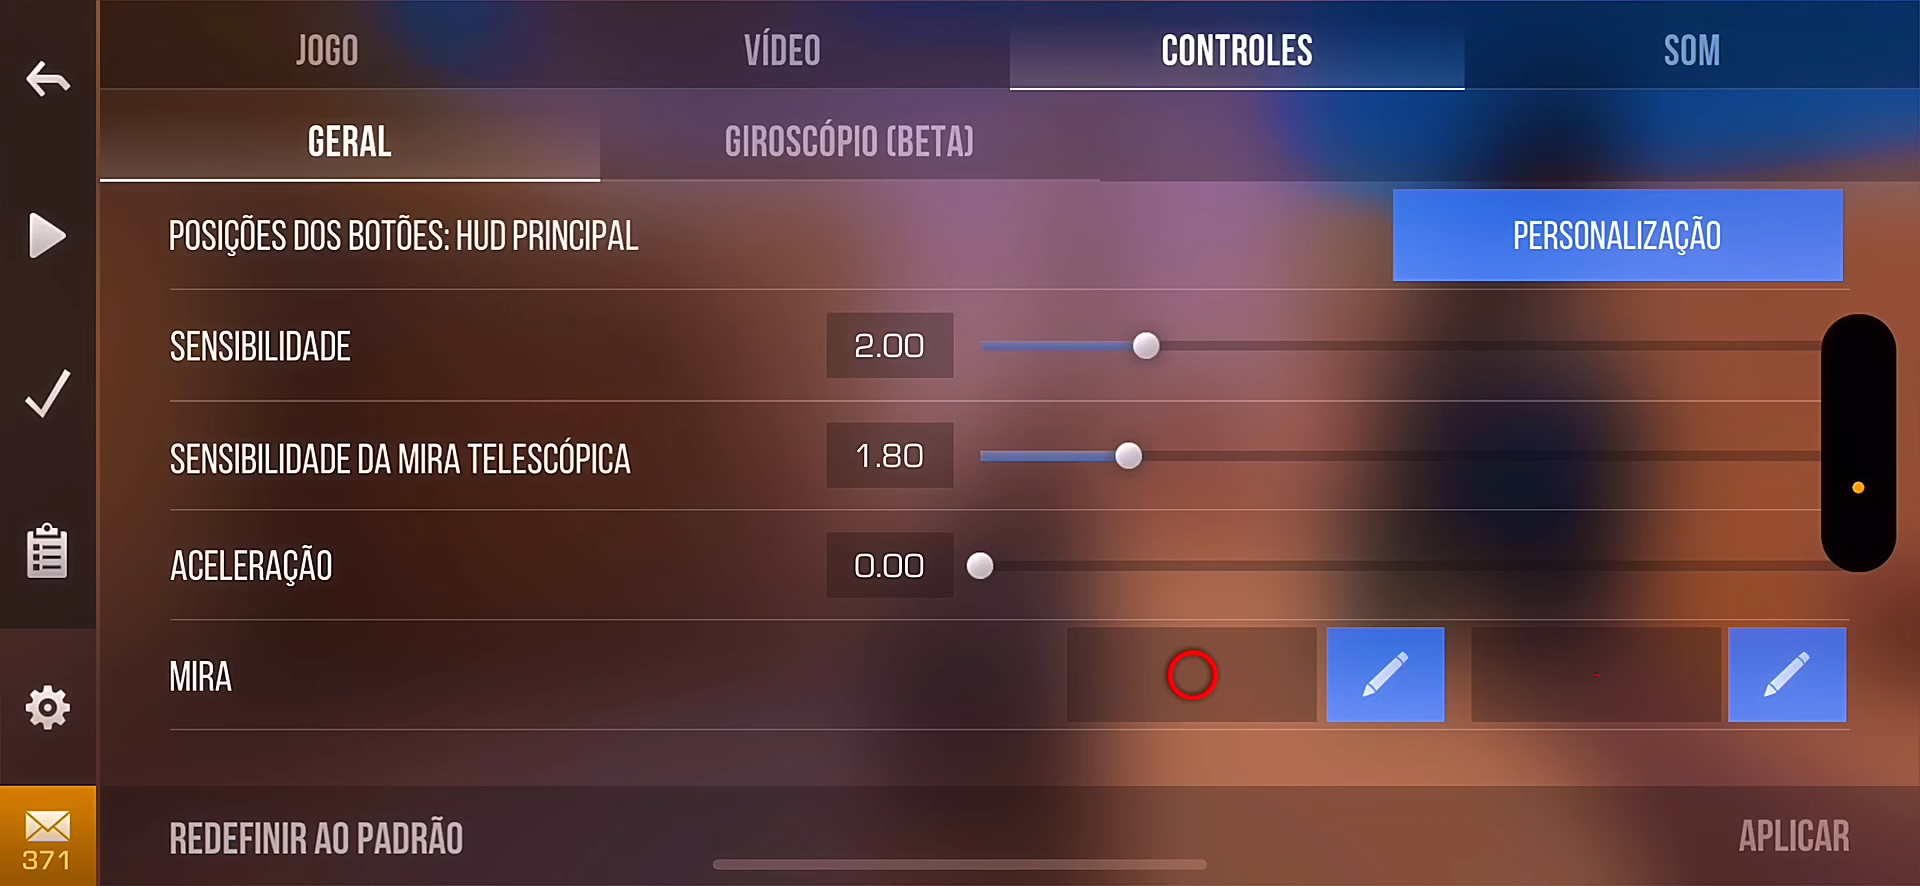 JOGO
VÍDEO
CONTROLES
SOM
GERAL
GIROSCÓPIO (BETA)
POSIÇÕES DOS BOTÕES: HUD PRINCIPAL
PERSONALIZAÇÃO
SENSIBILIDADE
2.00
SENSIBILIDADE DA MIRA TELESCÓPICA
1.80
ACELERAÇÃO
0.00
MIRA
371
REDEFINIR AO PADRÃO
APLICAR